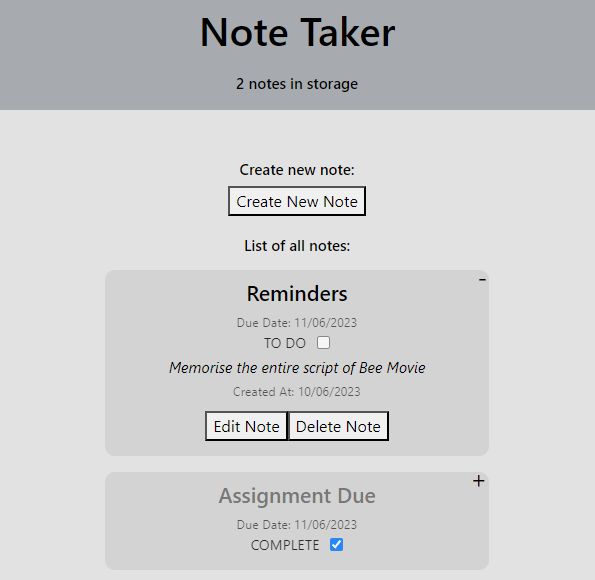 Note Taker
2 notes in storage
Create new note:
Create New Note
List of all notes:
-
Reminders
Due Date: 11/06/2023
TO DO
Memorise the entire script of Bee Movie
Created At: 10/06/2023
Edit Note Delete Note
+
Assignment Due
Due Date: 11/06/2023
COMPLETE